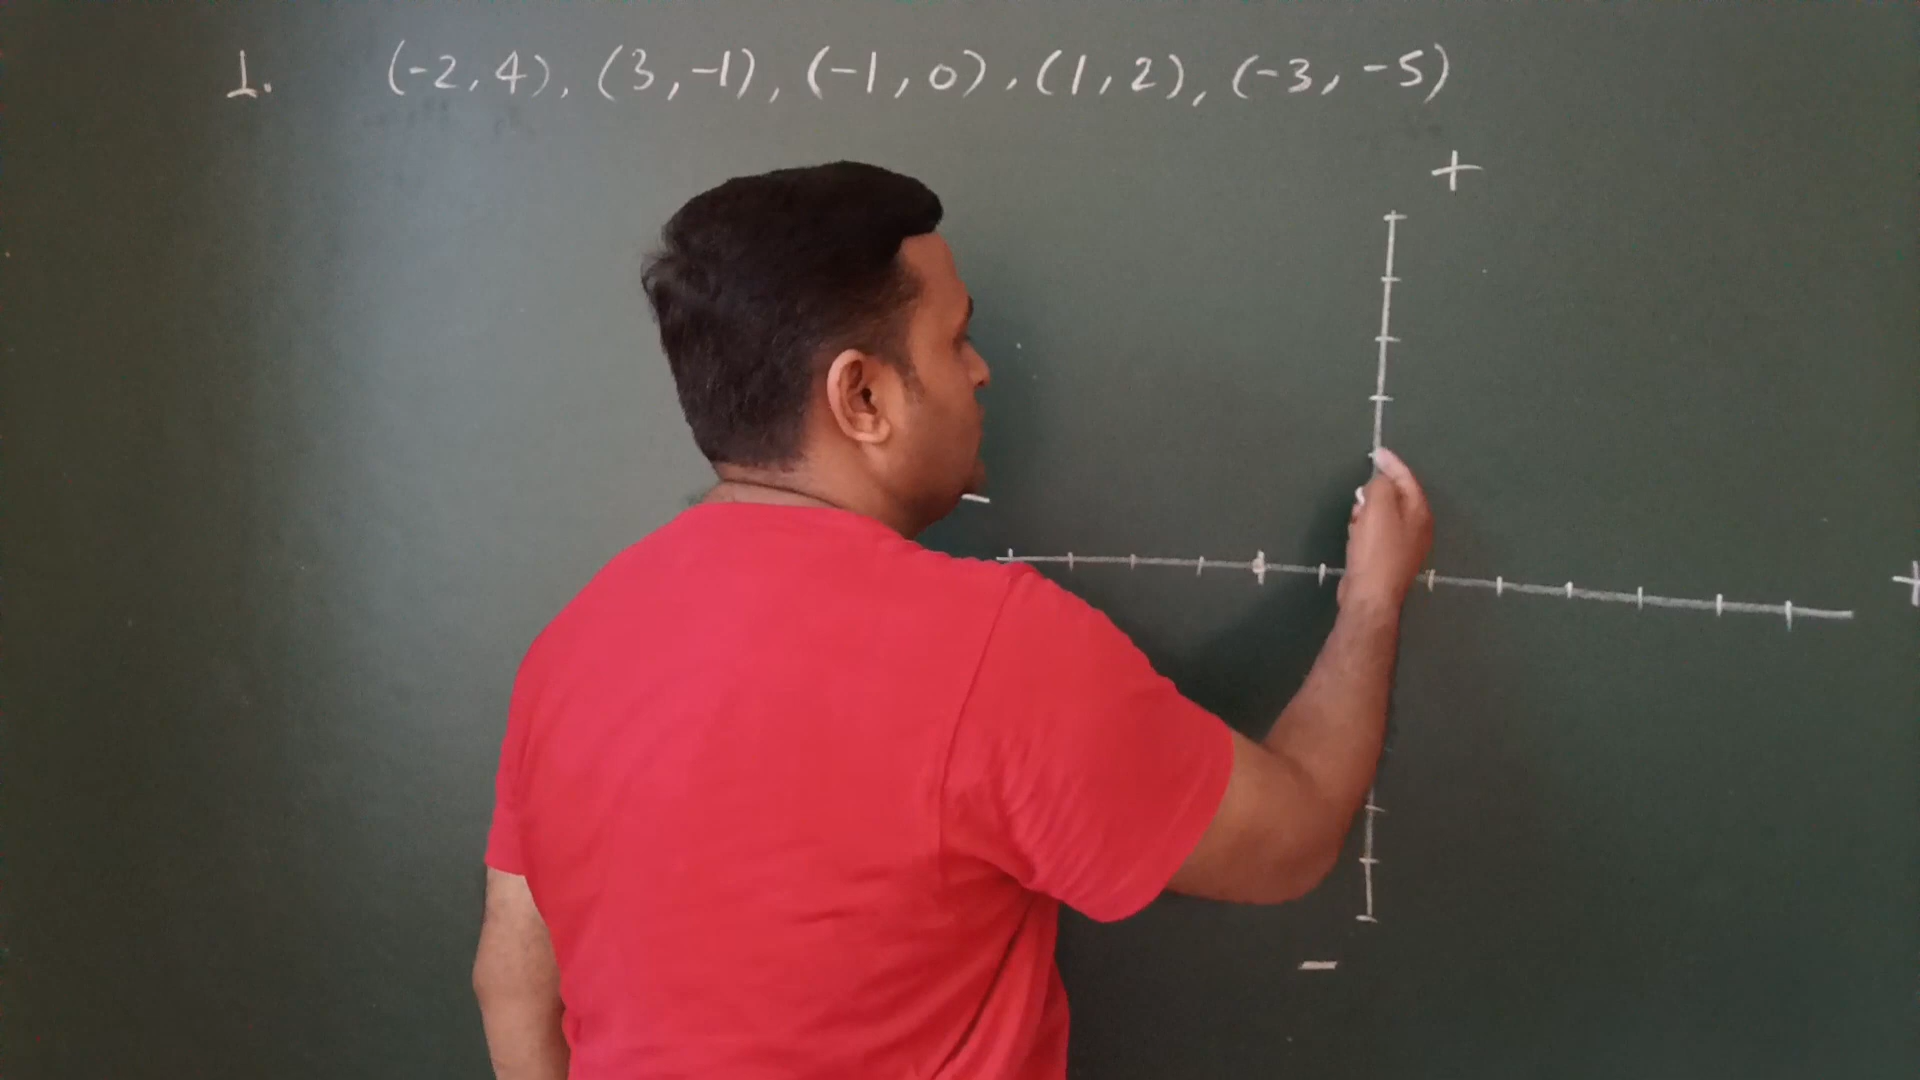 1. (-2, 4), (3, -1), (-1, 0), (1, 2), (-3, -5)
+
-
+
-